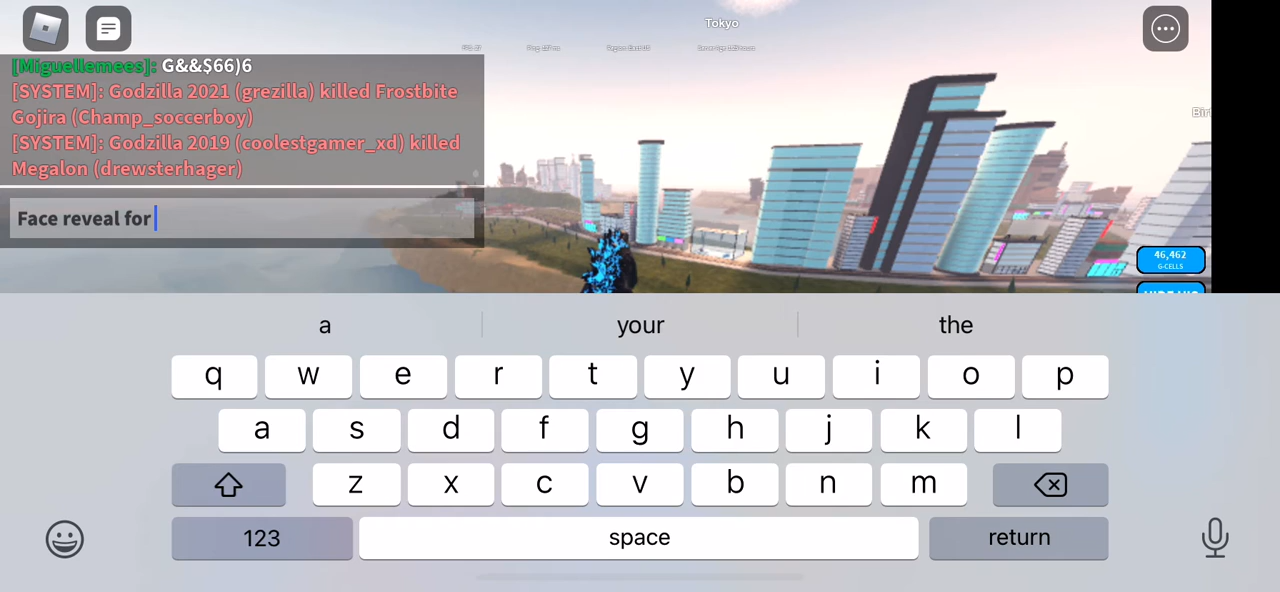 Tokyo
[Miguellemees]: G&&$66)6
[SYSTEM]: Godzilla 2021 (grezilla) killed Frostbite
Gojira (Champ_soccerboy)
[SYSTEM]: Godzilla 2019 (coolestgamer_xd) killed
Megalon (drewsterhager)
Face reveal for
46,462
G-CELLS
a your the
q w e r t y u i o p
a s d f g h j k l
z x c v b n m
123 space return